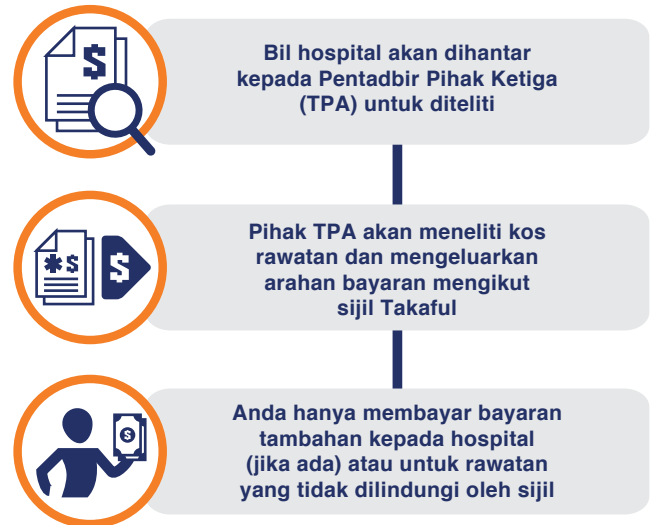 $
Bil hospital akan dihantar
kepada Pentadbir Pihak Ketiga
(TPA) untuk diteliti
*$
$
Pihak TPA akan meneliti kos
rawatan dan mengeluarkan
arahan bayaran mengikut
sijil Takaful
$
Anda hanya membayar bayaran
tambahan kepada hospital
(jika ada) atau untuk rawatan
yang tidak dilindungi oleh sijil